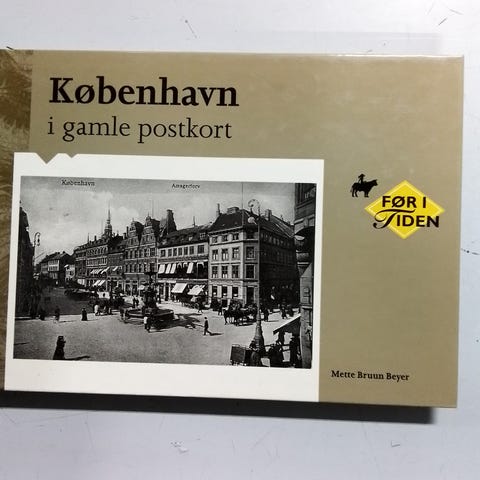 København
i gamle postkort
København Amagertorv
FØR I
TIDEN
Mette Bruun Beyer